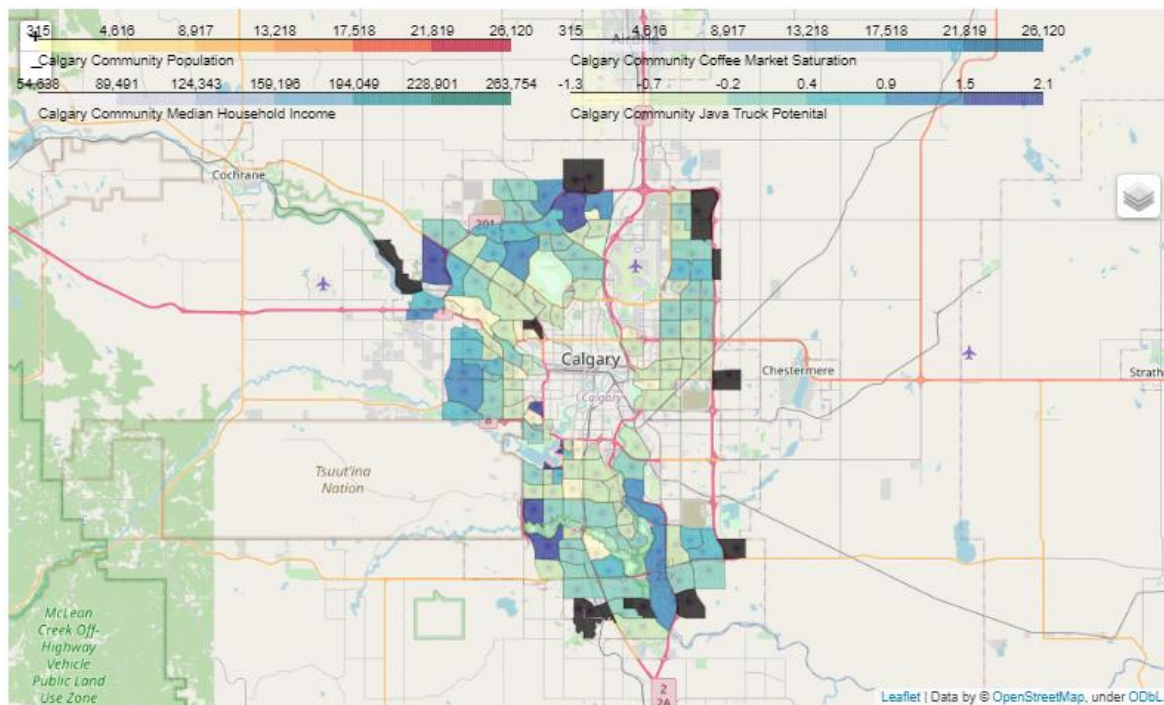 315 4,616 8,917 13,218 17,518 21,819 26,120
+
Calgary Community Population
−
315 4,616 8,917 13,218 17,518 21,819 26,120
Airdrie
Calgary Community Coffee Market Saturation
54,638 89,491 124,343 159,196 194,049 228,901 263,754
Calgary Community Median Household Income
-1.3 -0.7 -0.2 0.4 0.9 1.5 2.1
Calgary Community Java Truck Potenital
Cochrane
201
Calgary
Calgary
Chestermere
Strath
8
Tsuut'ina
Nation
McLean
Creek Off-
Highway
Vehicle
Public Land
Use Zone
2
2A
Leaflet | Data by © OpenStreetMap, under ODbL.